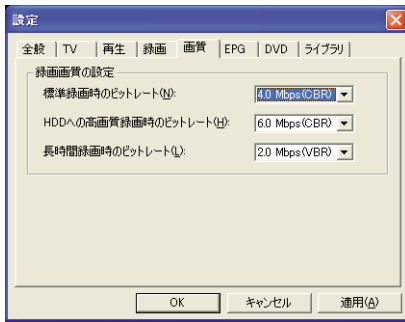 設定
全般 TV 再生 録画 画質 EPG DVD ライブラリ
録画画質の設定
標準録画時のビットレート(N): 4.0 Mbps(CBR)
HDDへの高画質録画時のビットレート(H): 6.0 Mbps(CBR)
長時間録画時のビットレート(L): 2.0 Mbps(VBR)
OK キャンセル 適用(A)